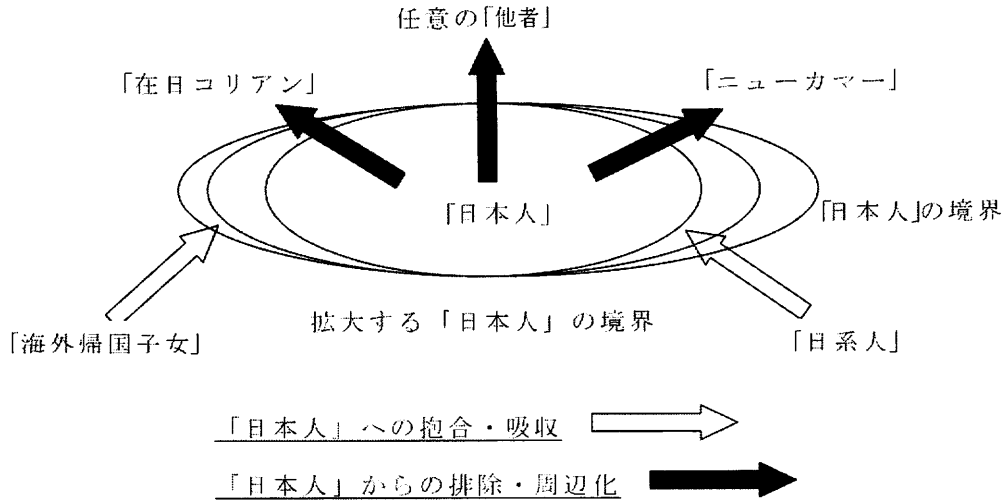 任意の「他者」
「在日コリアン」
「ニューカマー」
「日本人」
「日本人」の境界
拡大する「日本人」の境界
「海外帰国子女」
「日系人」
「日本人」への抱合・吸収
「日本人」からの排除・周辺化